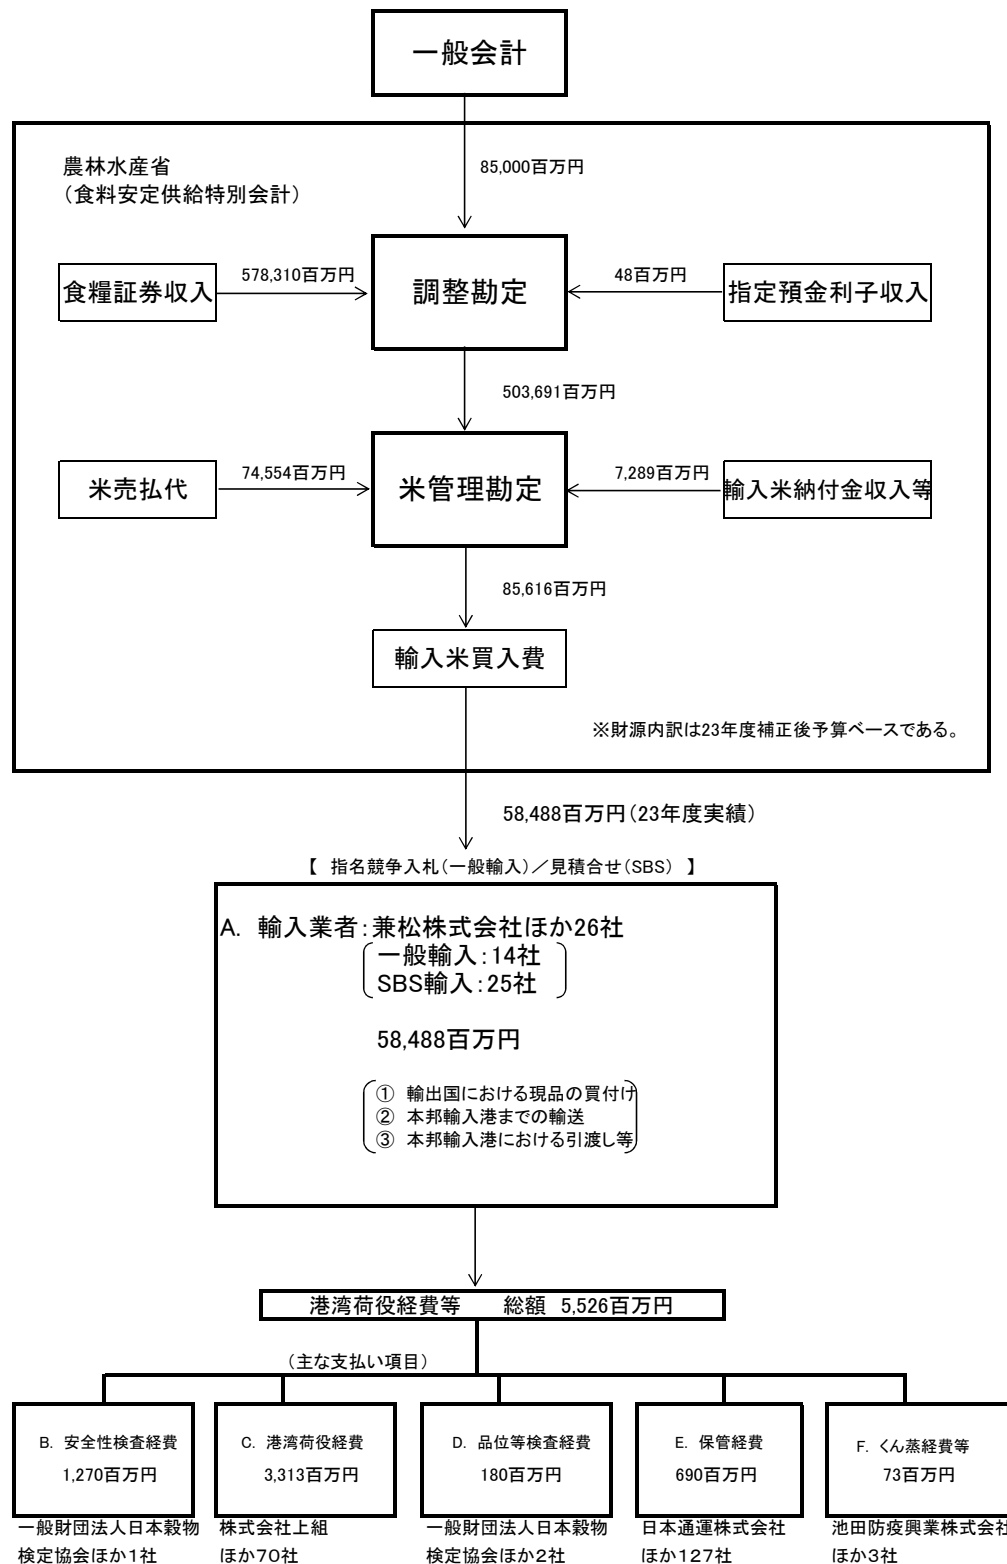 一般会計
農林水産省
（食料安定供給特別会計）
85,000百万円
食糧証券収入
578,310百万円
調整勘定
48百万円
指定預金利子収入
503,691百万円
米売払代
74,554百万円
米管理勘定
7,289百万円
輸入米納付金収入等
85,616百万円
輸入米買入費
※財源内訳は23年度補正後予算ベースである。
58,488百万円（23年度実績）
【 指名競争入札（一般輸入）／見積合せ（SBS） 】
A. 輸入業者：兼松株式会社ほか26社
一般輸入：14社
SBS輸入：25社
58,488百万円
① 輸出国における現品の買付け
② 本邦輸入港までの輸送
③ 本邦輸入港における引渡し等
港湾荷役経費等 総額 5,526百万円
（主な支払い項目）
B. 安全性検査経費
1,270百万円
一般財団法人日本穀物
検定協会ほか1社
C. 港湾荷役経費
3,313百万円
株式会社上組
ほか70社
D. 品位等検査経費
180百万円
一般財団法人日本穀物
検定協会ほか2社
E. 保管経費
690百万円
日本通運株式会社
ほか127社
F. くん蒸経費等
73百万円
池田防疫興業株式会社
ほか3社